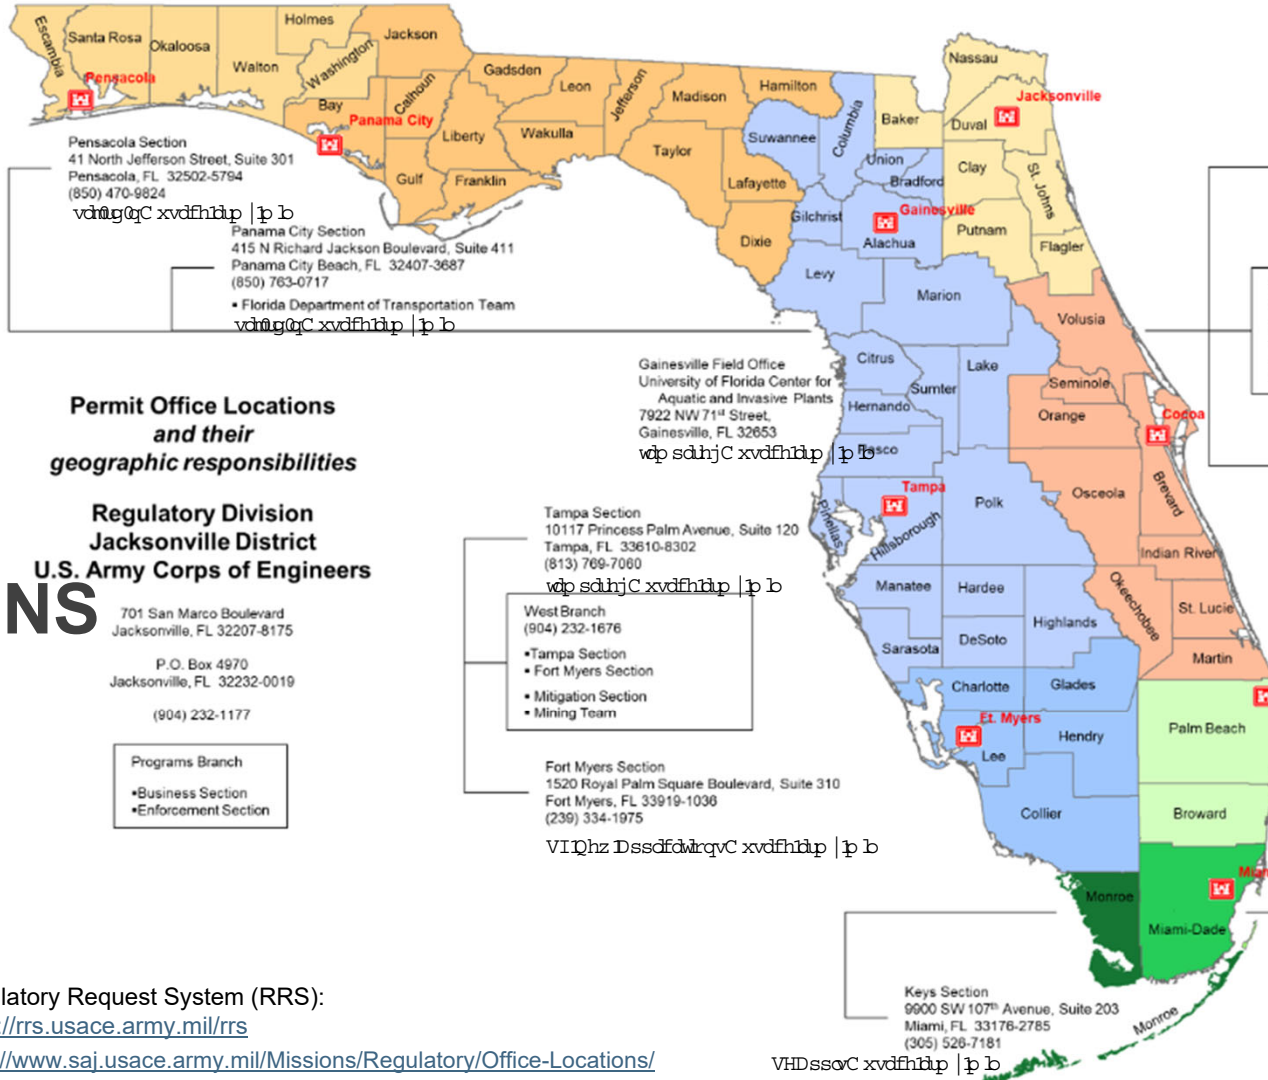 Escambia
Santa Rosa
Okaloosa
Walton
Holmes
Washington
Jackson
Bay
Calhoun
Gulf
Liberty
Gadsden
Franklin
Leon
Wakulla
Jefferson
Madison
Taylor
Hamilton
Suwannee
Lafayette
Dixie
Columbia
Baker
Nassau
Duval
Union
Bradford
Clay
St. Johns
Gilchrist
Alachua
Putnam
Flagler
Levy
Marion
Volusia
Citrus
Sumter
Lake
Seminole
Orange
Hernando
Pasco
Pinellas
Hillsborough
Polk
Osceola
Brevard
Indian River
Manatee
Hardee
Highlands
Okeechobee
St. Lucie
Sarasota
DeSoto
Martin
Charlotte
Glades
Lee
Hendry
Palm Beach
Collier
Broward
Monroe
Miami-Dade
Monroe
Pensacola
Panama City
Jacksonville
Gainesville
Cocoa
Tampa
Ft. Myers
Pensacola Section
41 North Jefferson Street, Suite 301
Pensacola, FL 32502-5794
(850) 470-9824
Panama City Section
415 N Richard Jackson Boulevard, Suite 411
Panama City Beach, FL 32407-3687
(850) 763-0717
▪ Florida Department of Transportation Team
Gainesville Field Office
University of Florida Center for
Aquatic and Invasive Plants
7922 NW 71st Street,
Gainesville, FL 32653
Permit Office Locations
and their
geographic responsibilities
Regulatory Division
Jacksonville District
U.S. Army Corps of Engineers
NS
701 San Marco Boulevard
Jacksonville, FL 32207-8175
P.O. Box 4970
Jacksonville, FL 32232-0019
(904) 232-1177
Programs Branch
▪Business Section
▪Enforcement Section
Tampa Section
10117 Princess Palm Avenue, Suite 120
Tampa, FL 33610-8302
(813) 769-7060
West Branch
(904) 232-1676
▪Tampa Section
▪ Fort Myers Section
▪ Mitigation Section
▪ Mining Team
Fort Myers Section
1520 Royal Palm Square Boulevard, Suite 310
Fort Myers, FL 33919-1036
(239) 334-1975
Keys Section
9900 SW 107th Avenue, Suite 203
Miami, FL 33176-2785
(305) 526-7181
latory Request System (RRS):
://rrs.usace.army.mil/rrs
//www.saj.usace.army.mil/Missions/Regulatory/Office-Locations/